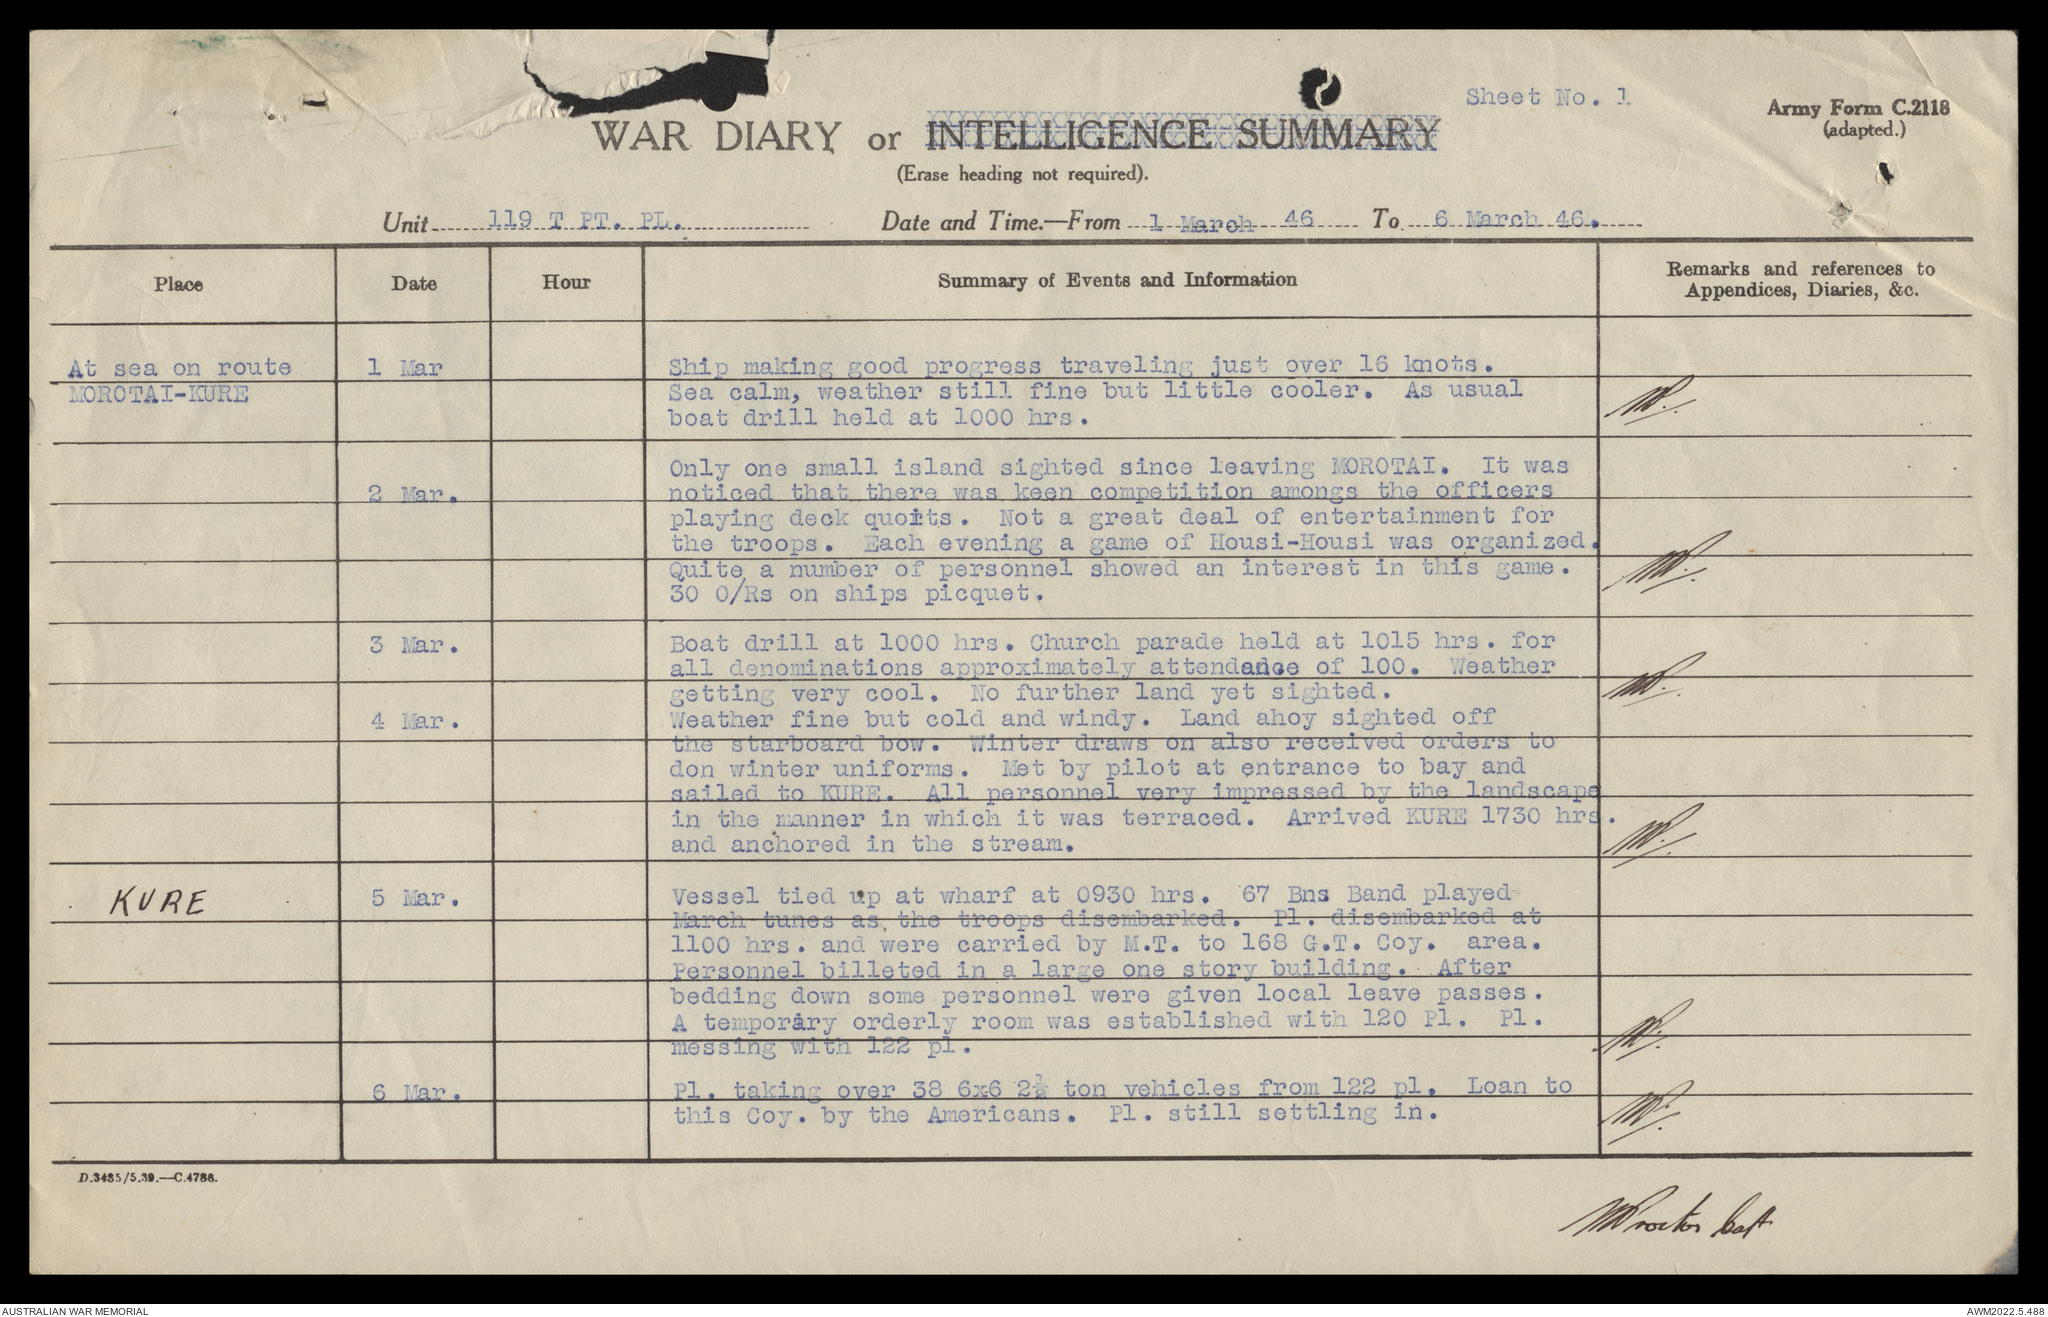 Sheet No. 1
Army Form C.2118
(adapted.)
WAR DIARY or INTELLIGENCE SUMMARY
(Erase heading not required).
Unit 119 T PT. PL. Date and Time.—From 1 March 46 To 6 March 46.
Place Date Hour Summary of Events and Information Remarks and references to
Appendices, Diaries, &c.
At sea on route 1 Mar Ship making good progress traveling just over 16 knots.
MOROTAI-KURE Sea calm, weather still fine but little cooler. As usual
boat drill held at 1000 hrs.
Only one small island sighted since leaving MOROTAI. It was
2 Mar. noticed that there was keen competition amongs the officers
playing deck quoits. Not a great deal of entertainment for
the troops. Each evening a game of Housi-Housi was organized.
Quite a number of personnel showed an interest in this game.
30 O/Rs on ships picquet.
3 Mar. Boat drill at 1000 hrs. Church parade held at 1015 hrs. for
all denominations approximately attendance of 100. Weather
getting very cool. No further land yet sighted.
4 Mar. Weather fine but cold and windy. Land ahoy sighted off
the starboard bow. Winter draws on also received orders to
don winter uniforms. Met by pilot at entrance to bay and
sailed to KURE. All personnel very impressed by the landscape
in the manner in which it was terraced. Arrived KURE 1730 hrs.
and anchored in the stream.
KURE 5 Mar. Vessel tied up at wharf at 0930 hrs. 67 Bns Band played
March tunes as the troops disembarked. Pl. disembarked at
1100 hrs. and were carried by M.T. to 168 G.T. Coy. area.
Personnel billeted in a large one story building. After
bedding down some personnel were given local leave passes.
A temporary orderly room was established with 120 Pl. Pl.
messing with 122 pl.
6 Mar. Pl. taking over 38 6x6 2½ ton vehicles from 122 pl. Loan to
this Coy. by the Americans. Pl. still settling in.
D.3485/5.39.—C.4788.
Proctor Capt
AUSTRALIAN WAR MEMORIAL
AWM2022.5.488